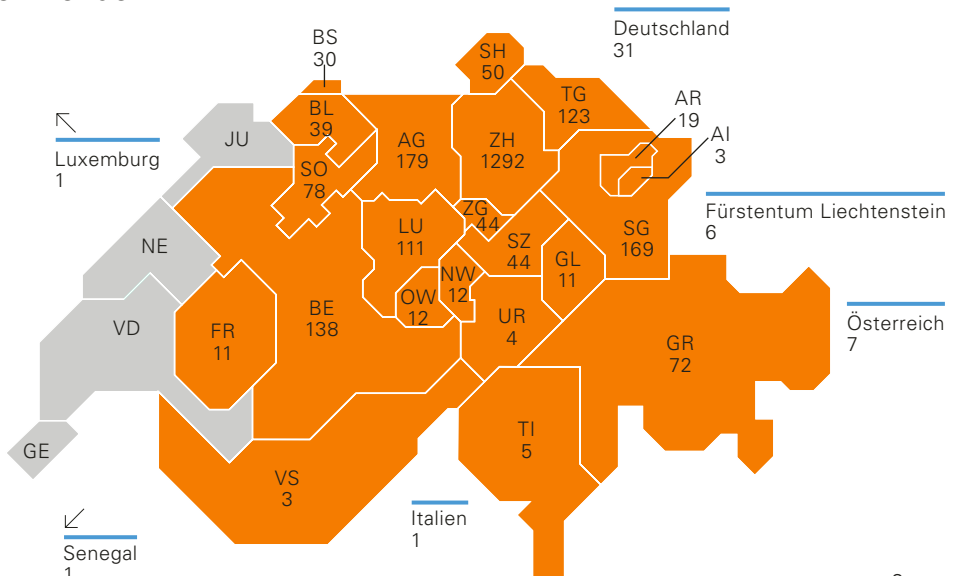 Deutschland
31
BS
30
SH
50
TG
123
AR
19
AI
3
BL
39
JU
AG
179
ZH
1292
Luxemburg
1
SO
78
ZG
44
LU
111
SZ
44
SG
169
Fürstentum Liechtenstein
6
NE
GL
11
NW
12
OW
12
BE
138
UR
4
VD
FR
11
GR
72
Österreich
7
TI
5
GE
VS
3
Italien
1
Senegal
1